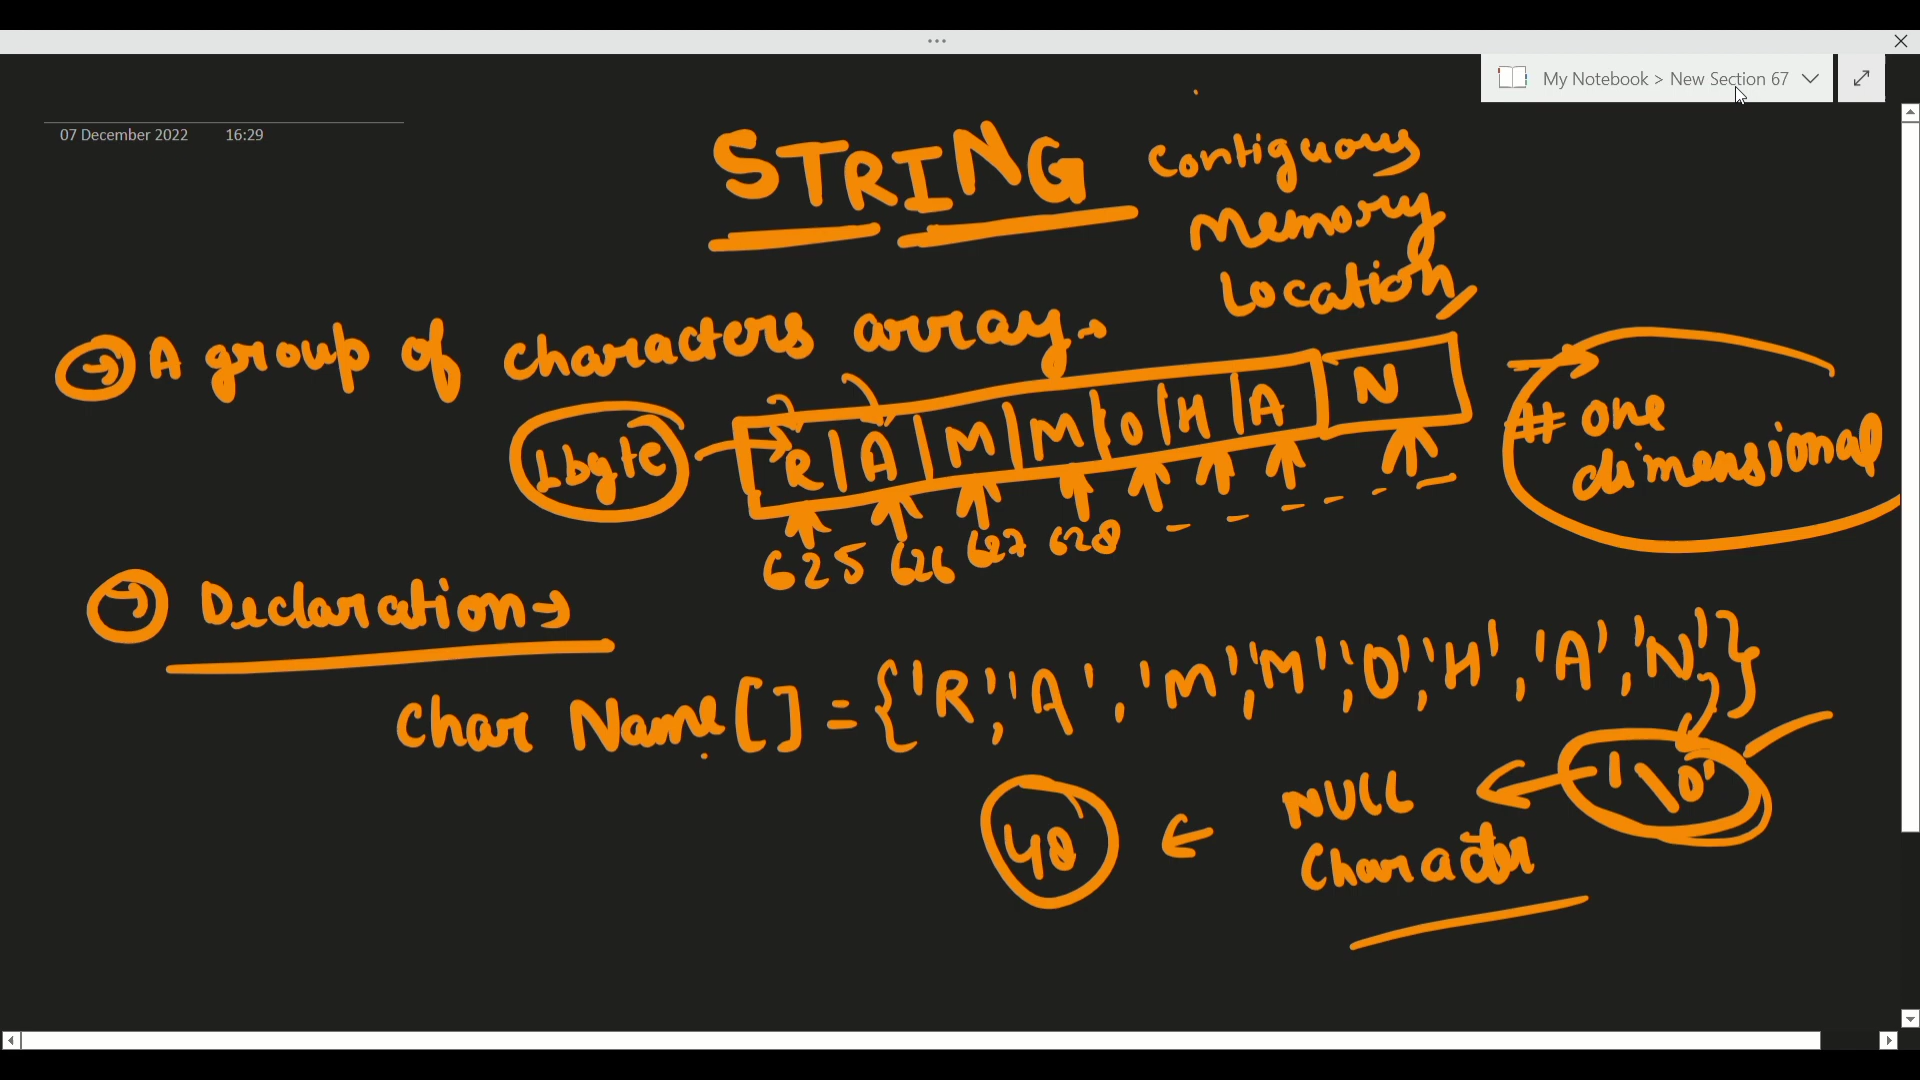 My Notebook > New Section 67
07 December 2022 16:29
STRING
contiguous
Memory
Location
→ A group of characters array.→
1byte
R|A|M|M|O|H|A|N
# one
dimensional
625 626 627 628
→ Declaration→
char Name[] = {'R','A','M','M','O','H','A','N'}
'\0'
← NULL
Character
← 48